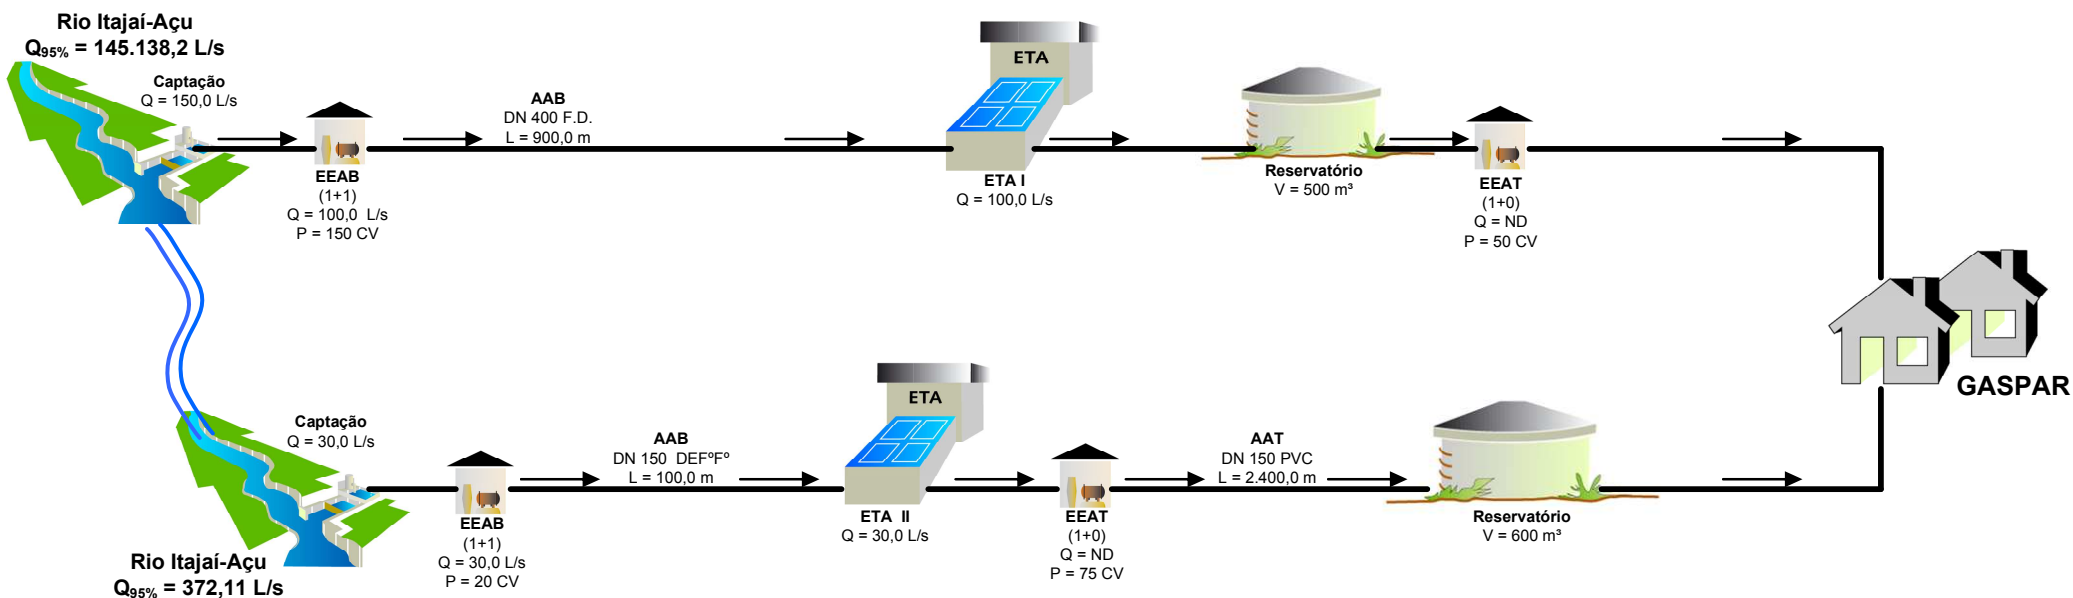 Rio Itajaí-Açu
Q95% = 145.138,2 L/s
Captação
Q = 150,0 L/s
EEAB
(1+1)
Q = 100,0 L/s
P = 150 CV
AAB
DN 400 F.D.
L = 900,0 m
ETA
ETA I
Q = 100,0 L/s
Reservatório
V = 500 m³
EEAT
(1+0)
Q = ND
P = 50 CV
GASPAR
Rio Itajaí-Açu
Q95% = 372,11 L/s
Captação
Q = 30,0 L/s
EEAB
(1+1)
Q = 30,0 L/s
P = 20 CV
AAB
DN 150 DEFºFº
L = 100,0 m
ETA
ETA II
Q = 30,0 L/s
EEAT
(1+0)
Q = ND
P = 75 CV
AAT
DN 150 PVC
L = 2.400,0 m
Reservatório
V = 600 m³